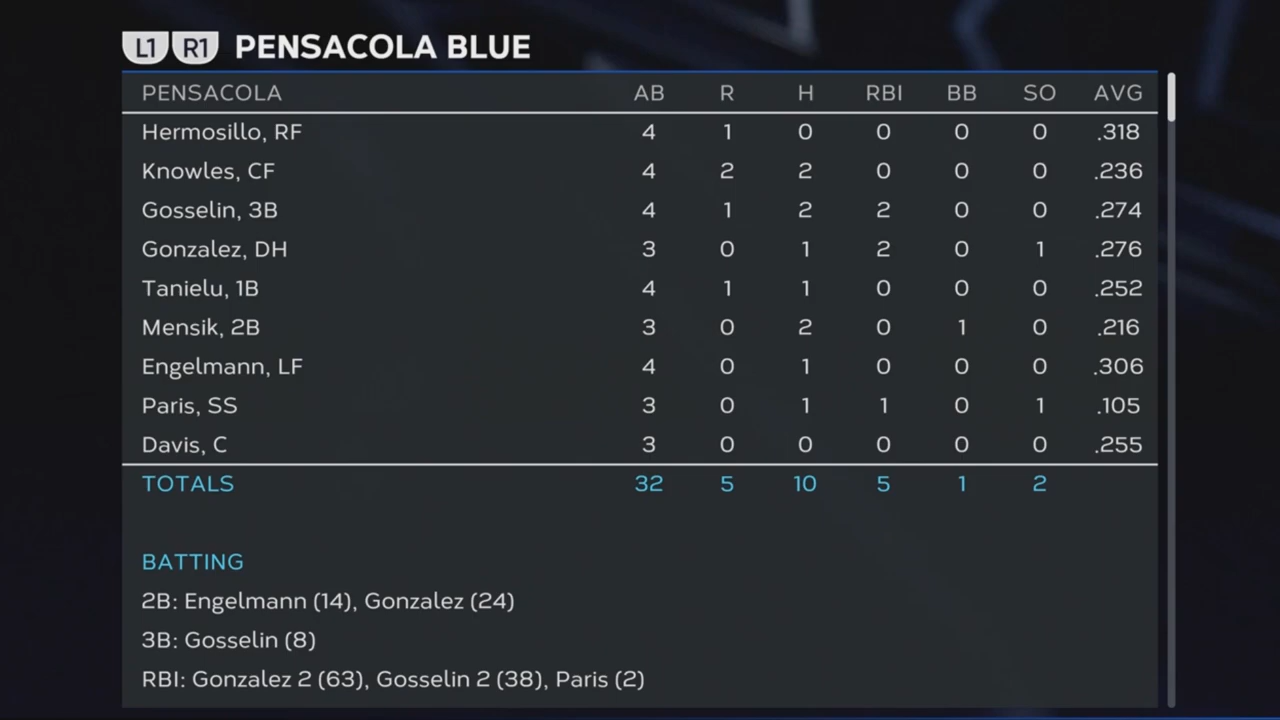 L1 R1 PENSACOLA BLUE
PENSACOLA AB R H RBI BB SO AVG
Hermosillo, RF 4 1 0 0 0 0 .318
Knowles, CF 4 2 2 0 0 0 .236
Gosselin, 3B 4 1 2 2 0 0 .274
Gonzalez, DH 3 0 1 2 0 1 .276
Tanielu, 1B 4 1 1 0 0 0 .252
Mensik, 2B 3 0 2 0 1 0 .216
Engelmann, LF 4 0 1 0 0 0 .306
Paris, SS 3 0 1 1 0 1 .105
Davis, C 3 0 0 0 0 0 .255
TOTALS 32 5 10 5 1 2
BATTING
2B: Engelmann (14), Gonzalez (24)
3B: Gosselin (8)
RBI: Gonzalez 2 (63), Gosselin 2 (38), Paris (2)